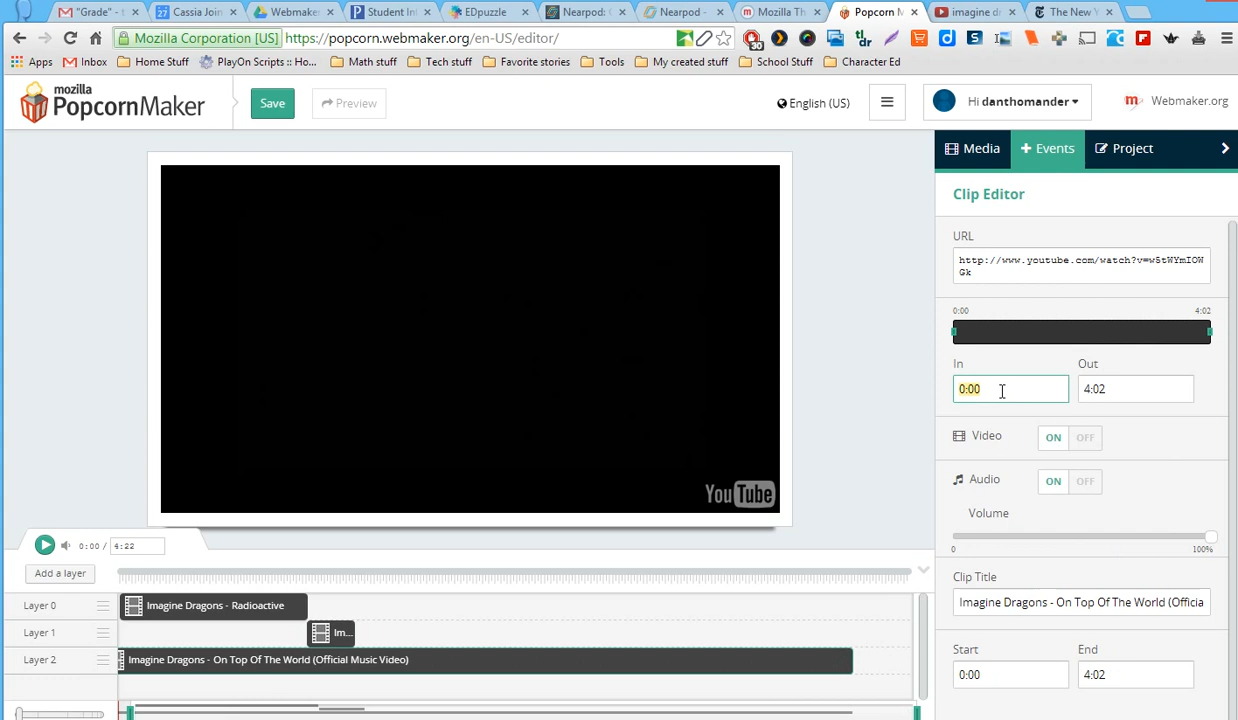 "Grade" - t
Cassia Join
Webmaker
Student Int
EDpuzzle
Nearpod: C
Nearpod -
Mozilla Th
Popcorn M
imagine dr
The New Y
Mozilla Corporation [US]
https://popcorn.webmaker.org/en-US/editor/
30
tl;dr
Apps
Inbox
Home Stuff
PlayOn Scripts :: Ho...
Math stuff
Tech stuff
Favorite stories
Tools
My created stuff
School Stuff
Character Ed
mozilla
PopcornMaker
Save
Preview
English (US)
Hi danthomander
Webmaker.org
Media
Events
Project
Clip Editor
URL
http://www.youtube.com/watch?v=w5tWYmIOW
Gk
0:00
4:02
In
Out
0:00
4:02
Video
ON
OFF
Audio
ON
OFF
Volume
0
100%
Clip Title
Imagine Dragons - On Top Of The World (Officia
Start
End
0:00
4:02
YouTube
0:00 / 4:22
Add a layer
Layer 0
Imagine Dragons - Radioactive
Layer 1
Im...
Layer 2
Imagine Dragons - On Top Of The World (Official Music Video)